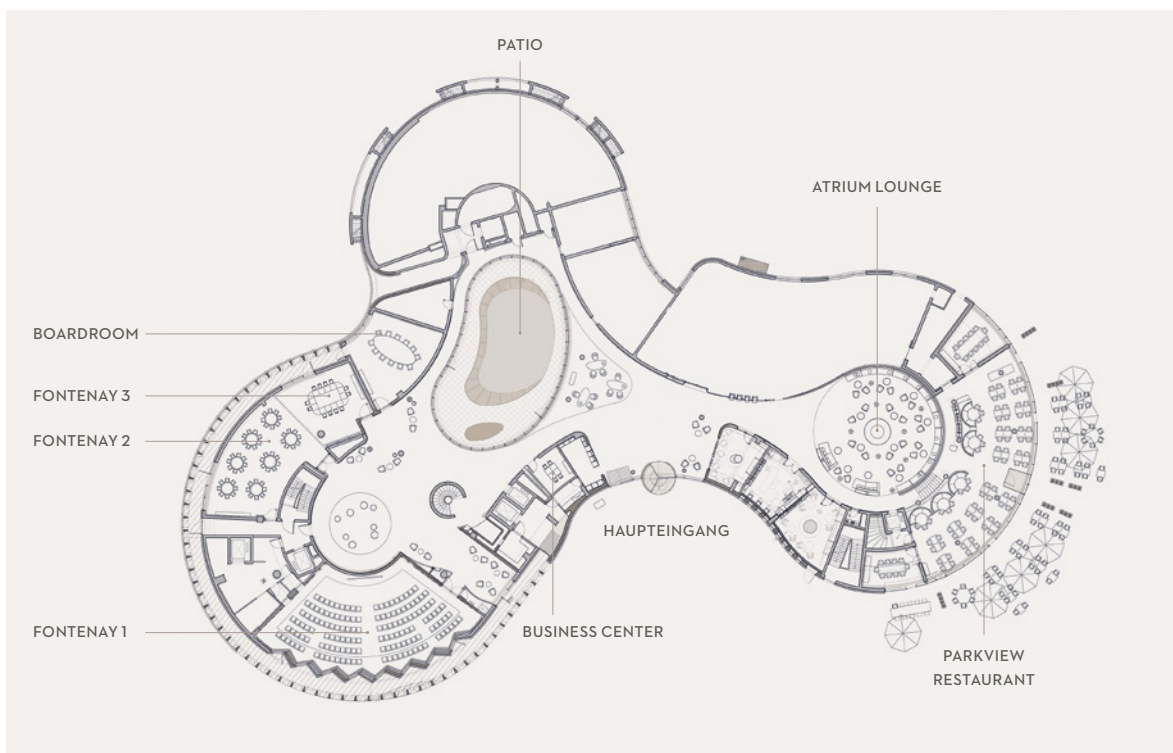 PATIO
ATRIUM LOUNGE
BOARDROOM
FONTENAY 3
FONTENAY 2
HAUPTEINGANG
FONTENAY 1
BUSINESS CENTER
PARKVIEW
RESTAURANT